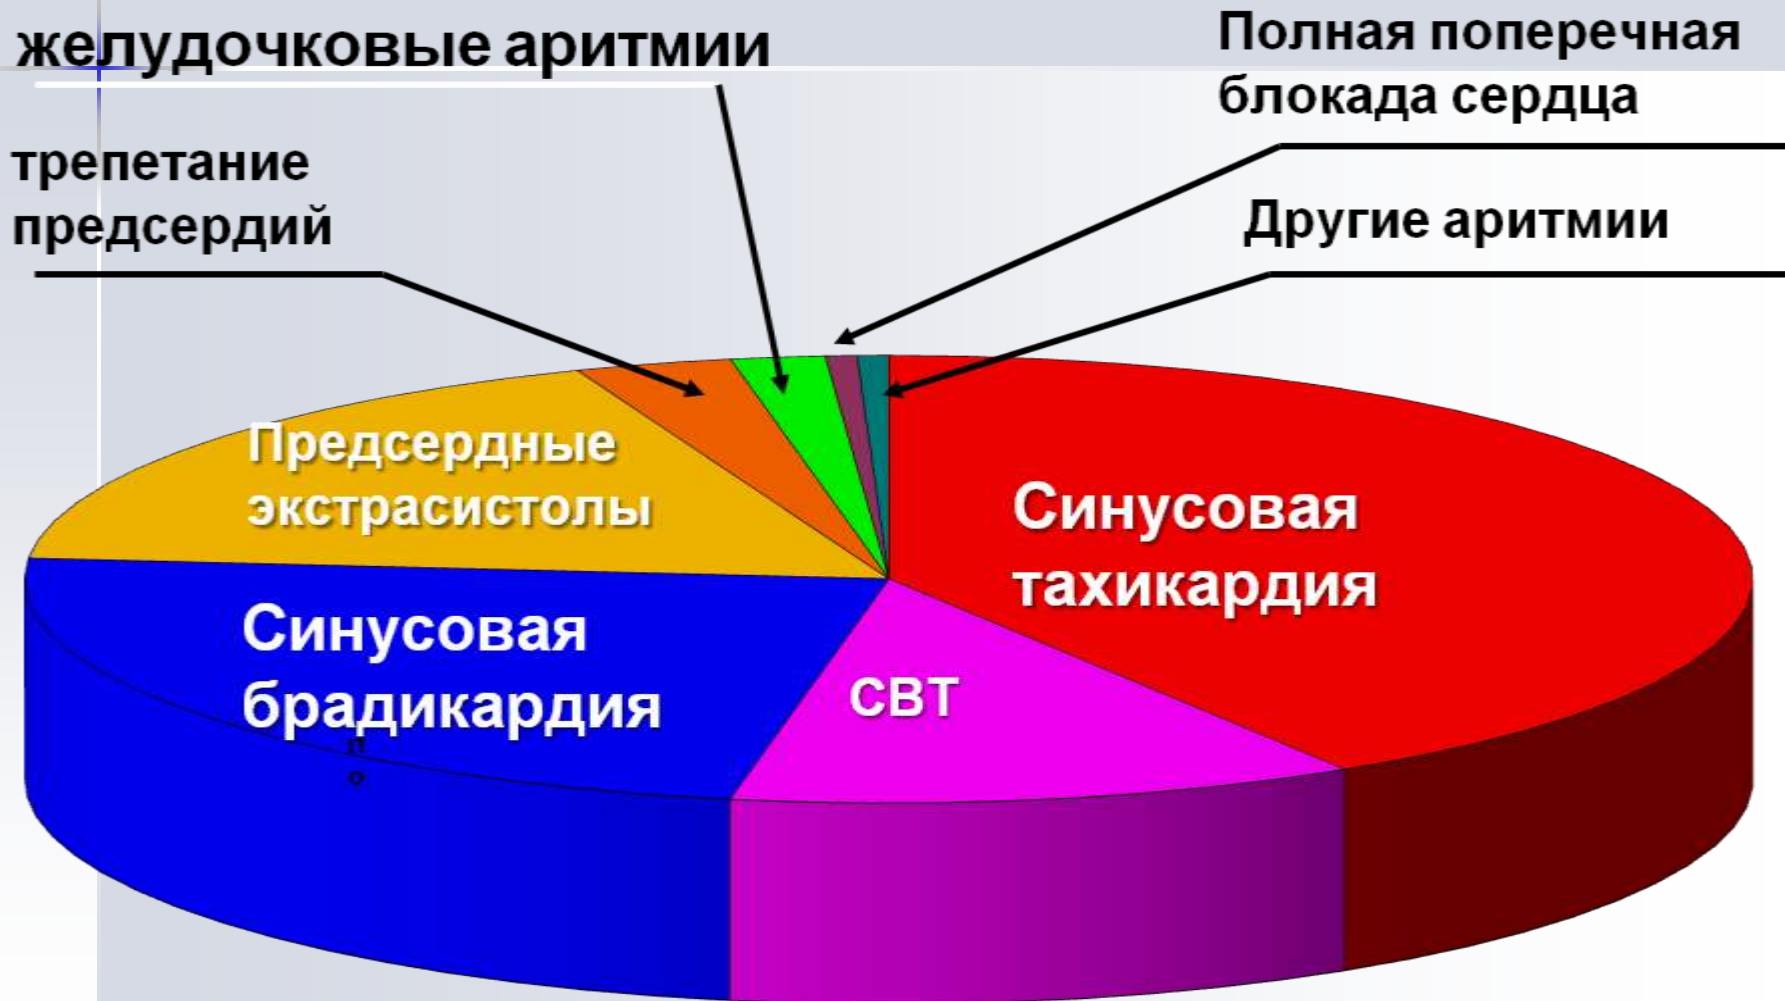 желудочковые аритмии
Полная поперечная
блокада сердца
трепетание
предсердий
Другие аритмии
Предсердные
экстрасистолы
Синусовая
тахикардия
Синусовая
брадикардия
СВТ
п
о